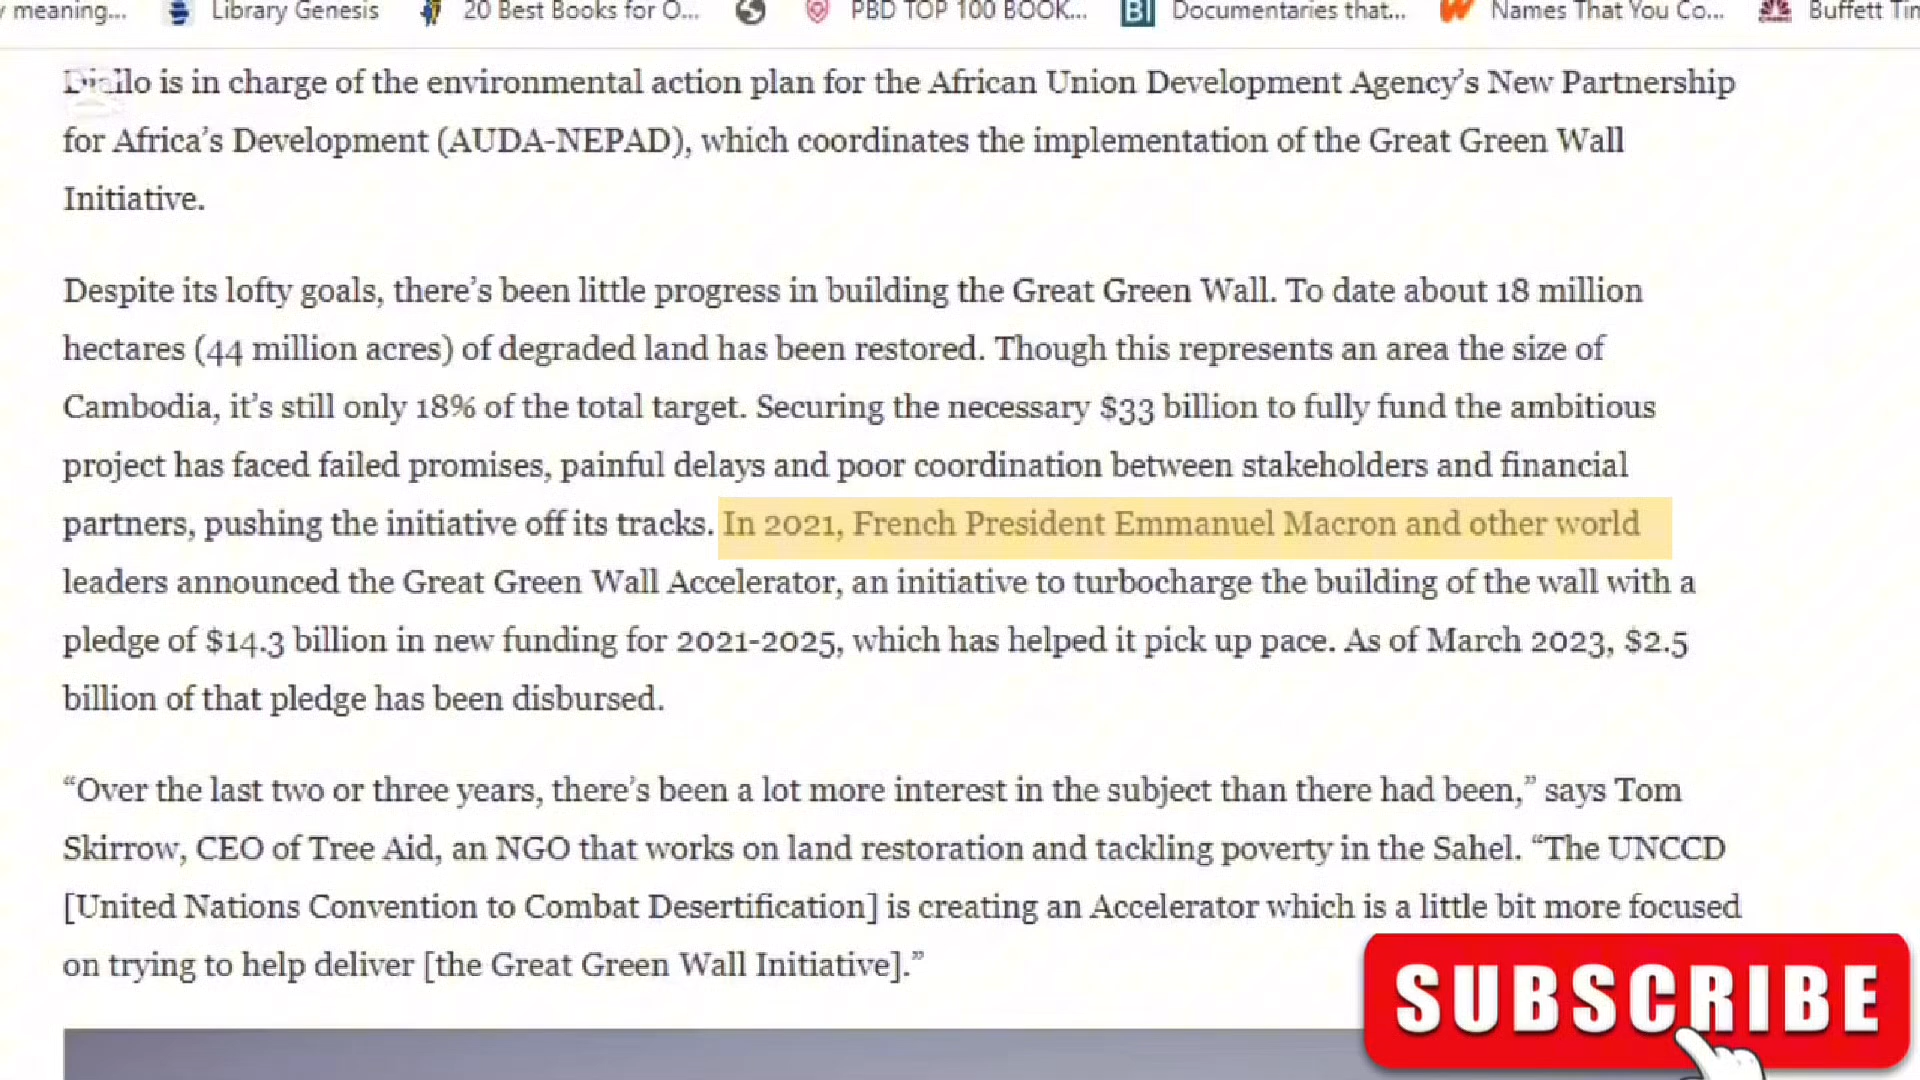 meaning...
Library Genesis
20 Best Books for O...
PBD TOP 100 BOOK...
BI
Documentaries that...
Names That You Co...
Buffett Tim
Diallo is in charge of the environmental action plan for the African Union Development Agency’s New Partnership
for Africa’s Development (AUDA-NEPAD), which coordinates the implementation of the Great Green Wall
Initiative.
Despite its lofty goals, there’s been little progress in building the Great Green Wall. To date about 18 million
hectares (44 million acres) of degraded land has been restored. Though this represents an area the size of
Cambodia, it’s still only 18% of the total target. Securing the necessary $33 billion to fully fund the ambitious
project has faced failed promises, painful delays and poor coordination between stakeholders and financial
partners, pushing the initiative off its tracks. In 2021, French President Emmanuel Macron and other world
leaders announced the Great Green Wall Accelerator, an initiative to turbocharge the building of the wall with a
pledge of $14.3 billion in new funding for 2021-2025, which has helped it pick up pace. As of March 2023, $2.5
billion of that pledge has been disbursed.
“Over the last two or three years, there’s been a lot more interest in the subject than there had been,” says Tom
Skirrow, CEO of Tree Aid, an NGO that works on land restoration and tackling poverty in the Sahel. “The UNCCD
[United Nations Convention to Combat Desertification] is creating an Accelerator which is a little bit more focused
on trying to help deliver [the Great Green Wall Initiative].”
SUBSCRIBE